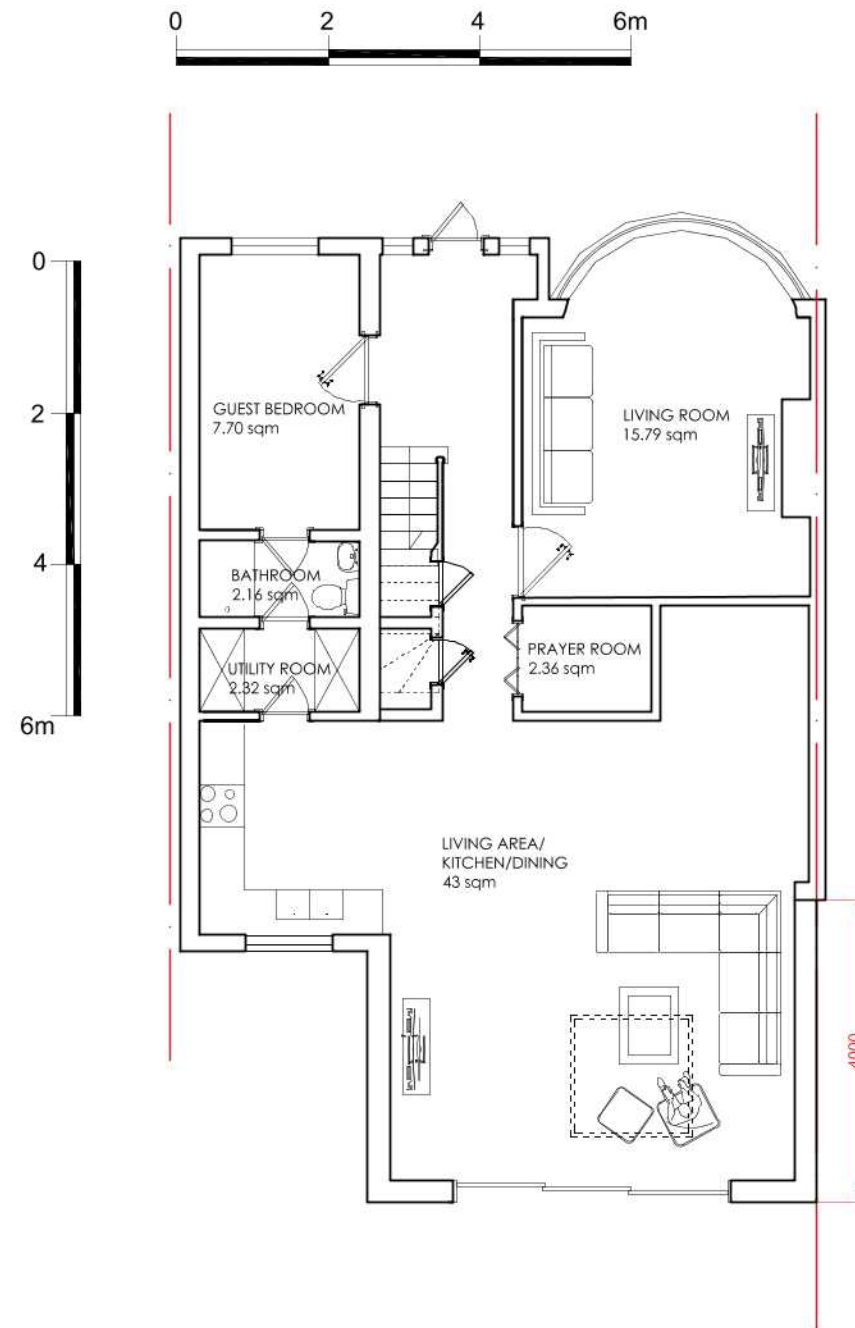 0
2
4
6m
0
2
4
6m
GUEST BEDROOM
7.70 sqm
LIVING ROOM
15.79 sqm
BATHROOM
2.16 sqm
UTILITY ROOM
2.32 sqm
PRAYER ROOM
2.36 sqm
LIVING AREA/
KITCHEN/DINING
43 sqm
4000